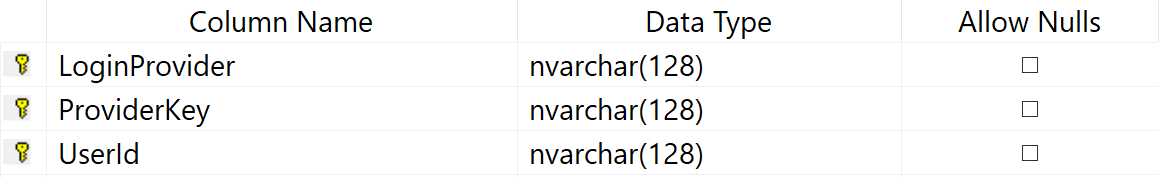 Column Name Data Type Allow Nulls
LoginProvider nvarchar(128)
ProviderKey nvarchar(128)
UserId nvarchar(128)